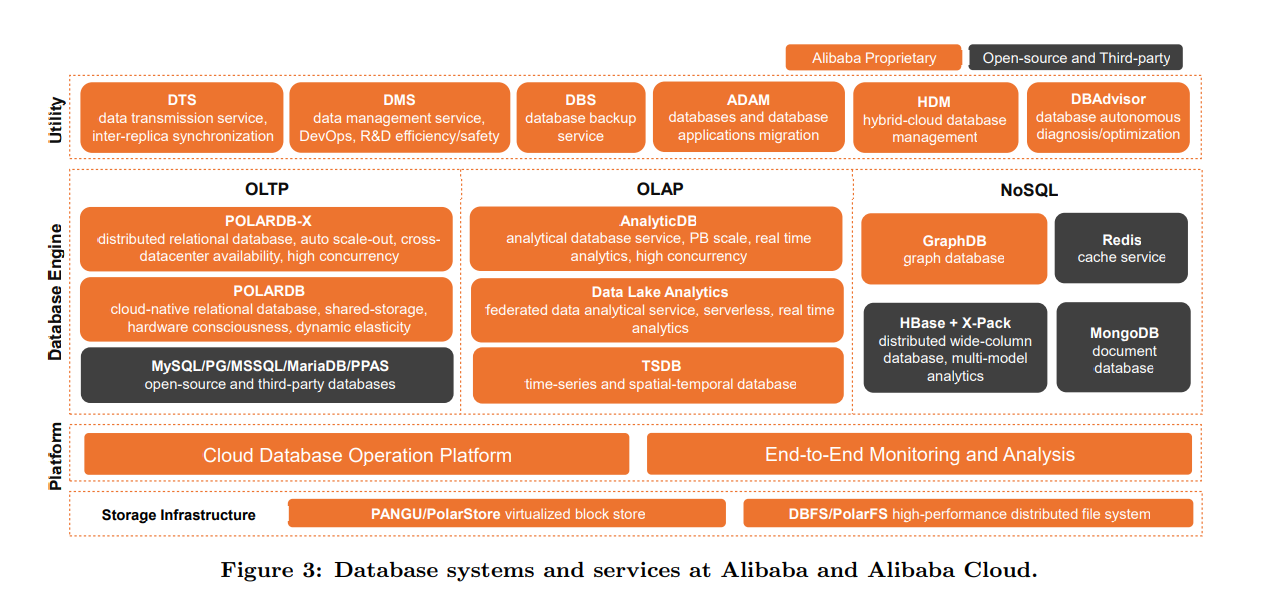 Alibaba Proprietary
Open-source and Third-party
Utility
DTS
data transmission service,
inter-replica synchronization
DMS
data management service,
DevOps, R&D efficiency/safety
DBS
database backup
service
ADAM
databases and database
applications migration
HDM
hybrid-cloud database
management
DBAdvisor
database autonomous
diagnosis/optimization
Database Engine
OLTP
POLARDB-X
distributed relational database, auto scale-out, cross-
datacenter availability, high concurrency
POLARDB
cloud-native relational database, shared-storage,
hardware consciousness, dynamic elasticity
MySQL/PG/MSSQL/MariaDB/PPAS
open-source and third-party databases
OLAP
AnalyticDB
analytical database service, PB scale, real time
analytics, high concurrency
Data Lake Analytics
federated data analytical service, serverless, real time
analytics
TSDB
time-series and spatial-temporal database
NoSQL
GraphDB
graph database
Redis
cache service
HBase + X-Pack
distributed wide-column
database, multi-model
analytics
MongoDB
document
database
Platform
Cloud Database Operation Platform
End-to-End Monitoring and Analysis
Storage Infrastructure
PANGU/PolarStore virtualized block store
DBFS/PolarFS high-performance distributed file system
Figure 3: Database systems and services at Alibaba and Alibaba Cloud.